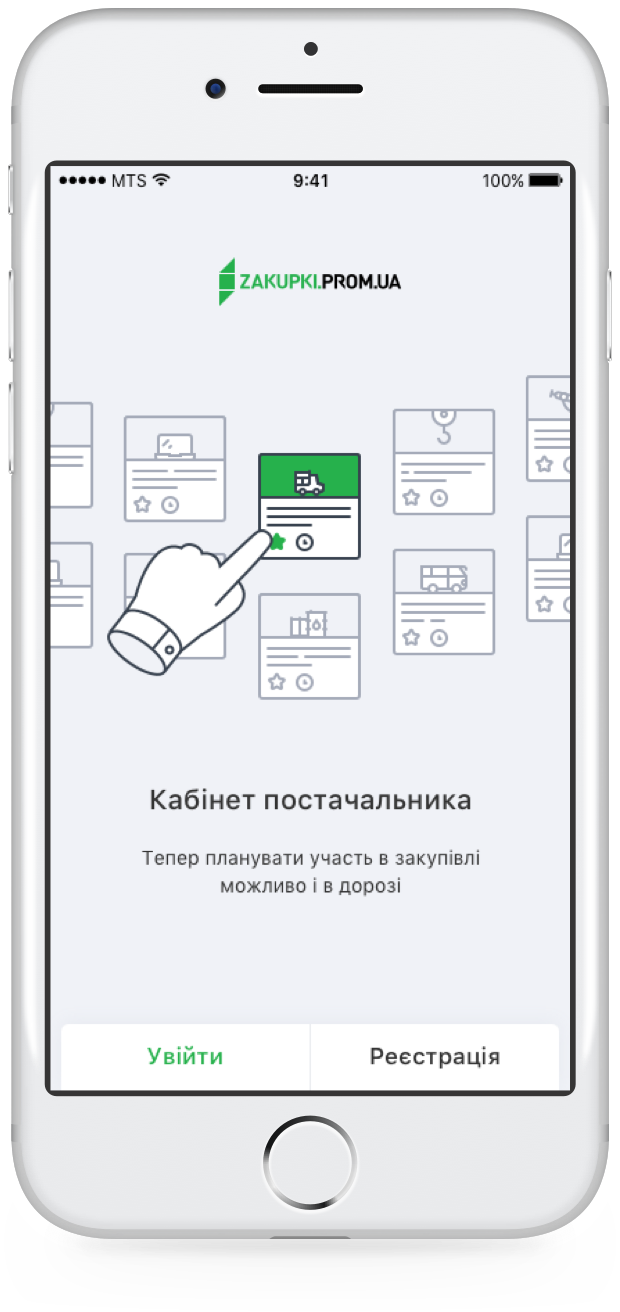 MTS 9:41 100%
ZAKUPKI.PROM.UA
Кабінет постачальника
Тепер планувати участь в закупівлі
можливо і в дорозі
Увійти Реєстрація